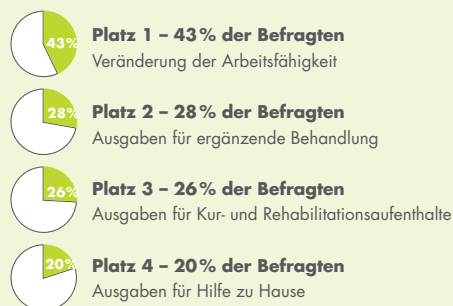 43%
Platz 1 – 43% der Befragten
Veränderung der Arbeitsfähigkeit
28%
Platz 2 – 28% der Befragten
Ausgaben für ergänzende Behandlung
26%
Platz 3 – 26% der Befragten
Ausgaben für Kur- und Rehabilitationsaufenthalte
20%
Platz 4 – 20% der Befragten
Ausgaben für Hilfe zu Hause